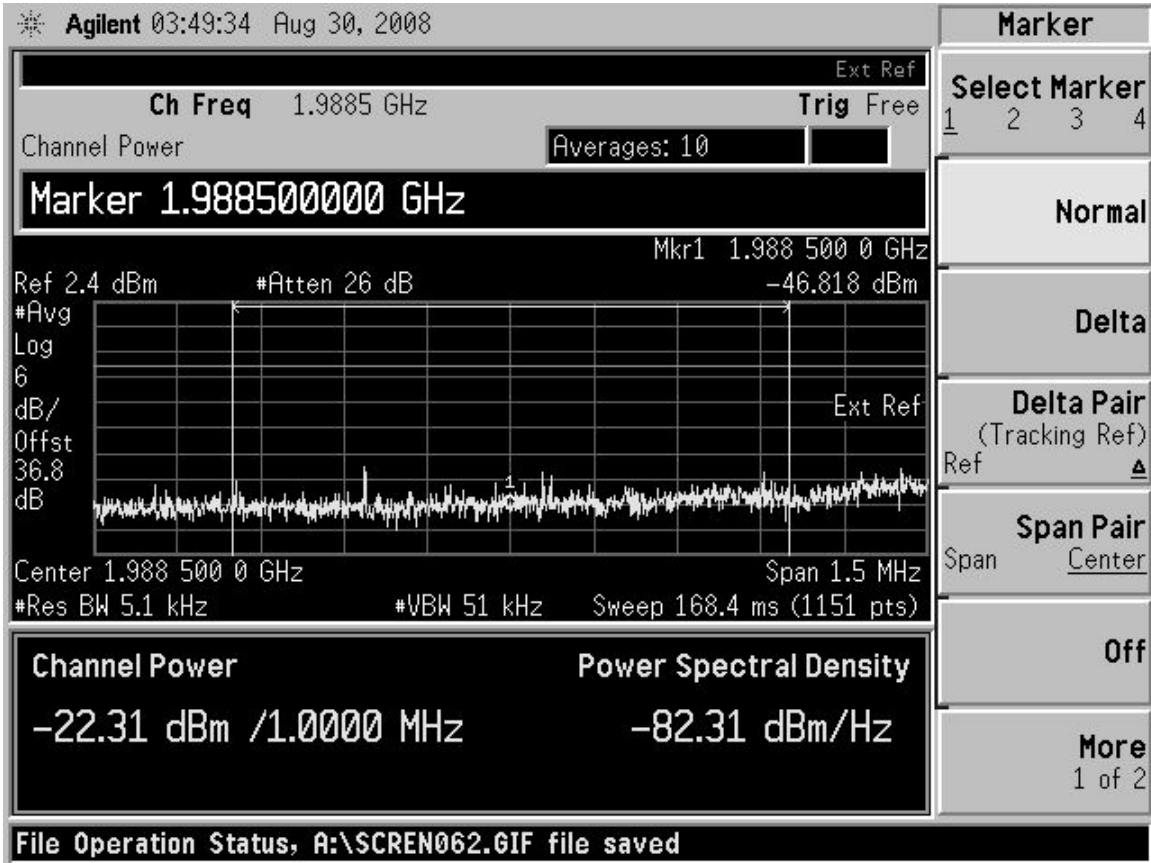 Agilent 03:49:34 Aug 30, 2008
Marker
Ext Ref
Ch Freq 1.9885 GHz
Trig Free
Channel Power
Averages: 10
Marker 1.988500000 GHz
Mkr1 1.988 500 0 GHz
Ref 2.4 dBm #Atten 26 dB -46.818 dBm
#Avg
Log
6
dB/
Offst
36.8
dB
Ext Ref
1
Center 1.988 500 0 GHz Span 1.5 MHz
#Res BW 5.1 kHz #VBW 51 kHz Sweep 168.4 ms (1151 pts)
Channel Power Power Spectral Density
-22.31 dBm /1.0000 MHz -82.31 dBm/Hz
Select Marker
1 2 3 4
Normal
Delta
Delta Pair
(Tracking Ref)
Ref Δ
Span Pair
Span Center
Off
More
1 of 2
File Operation Status, A:\SCREN062.GIF file saved